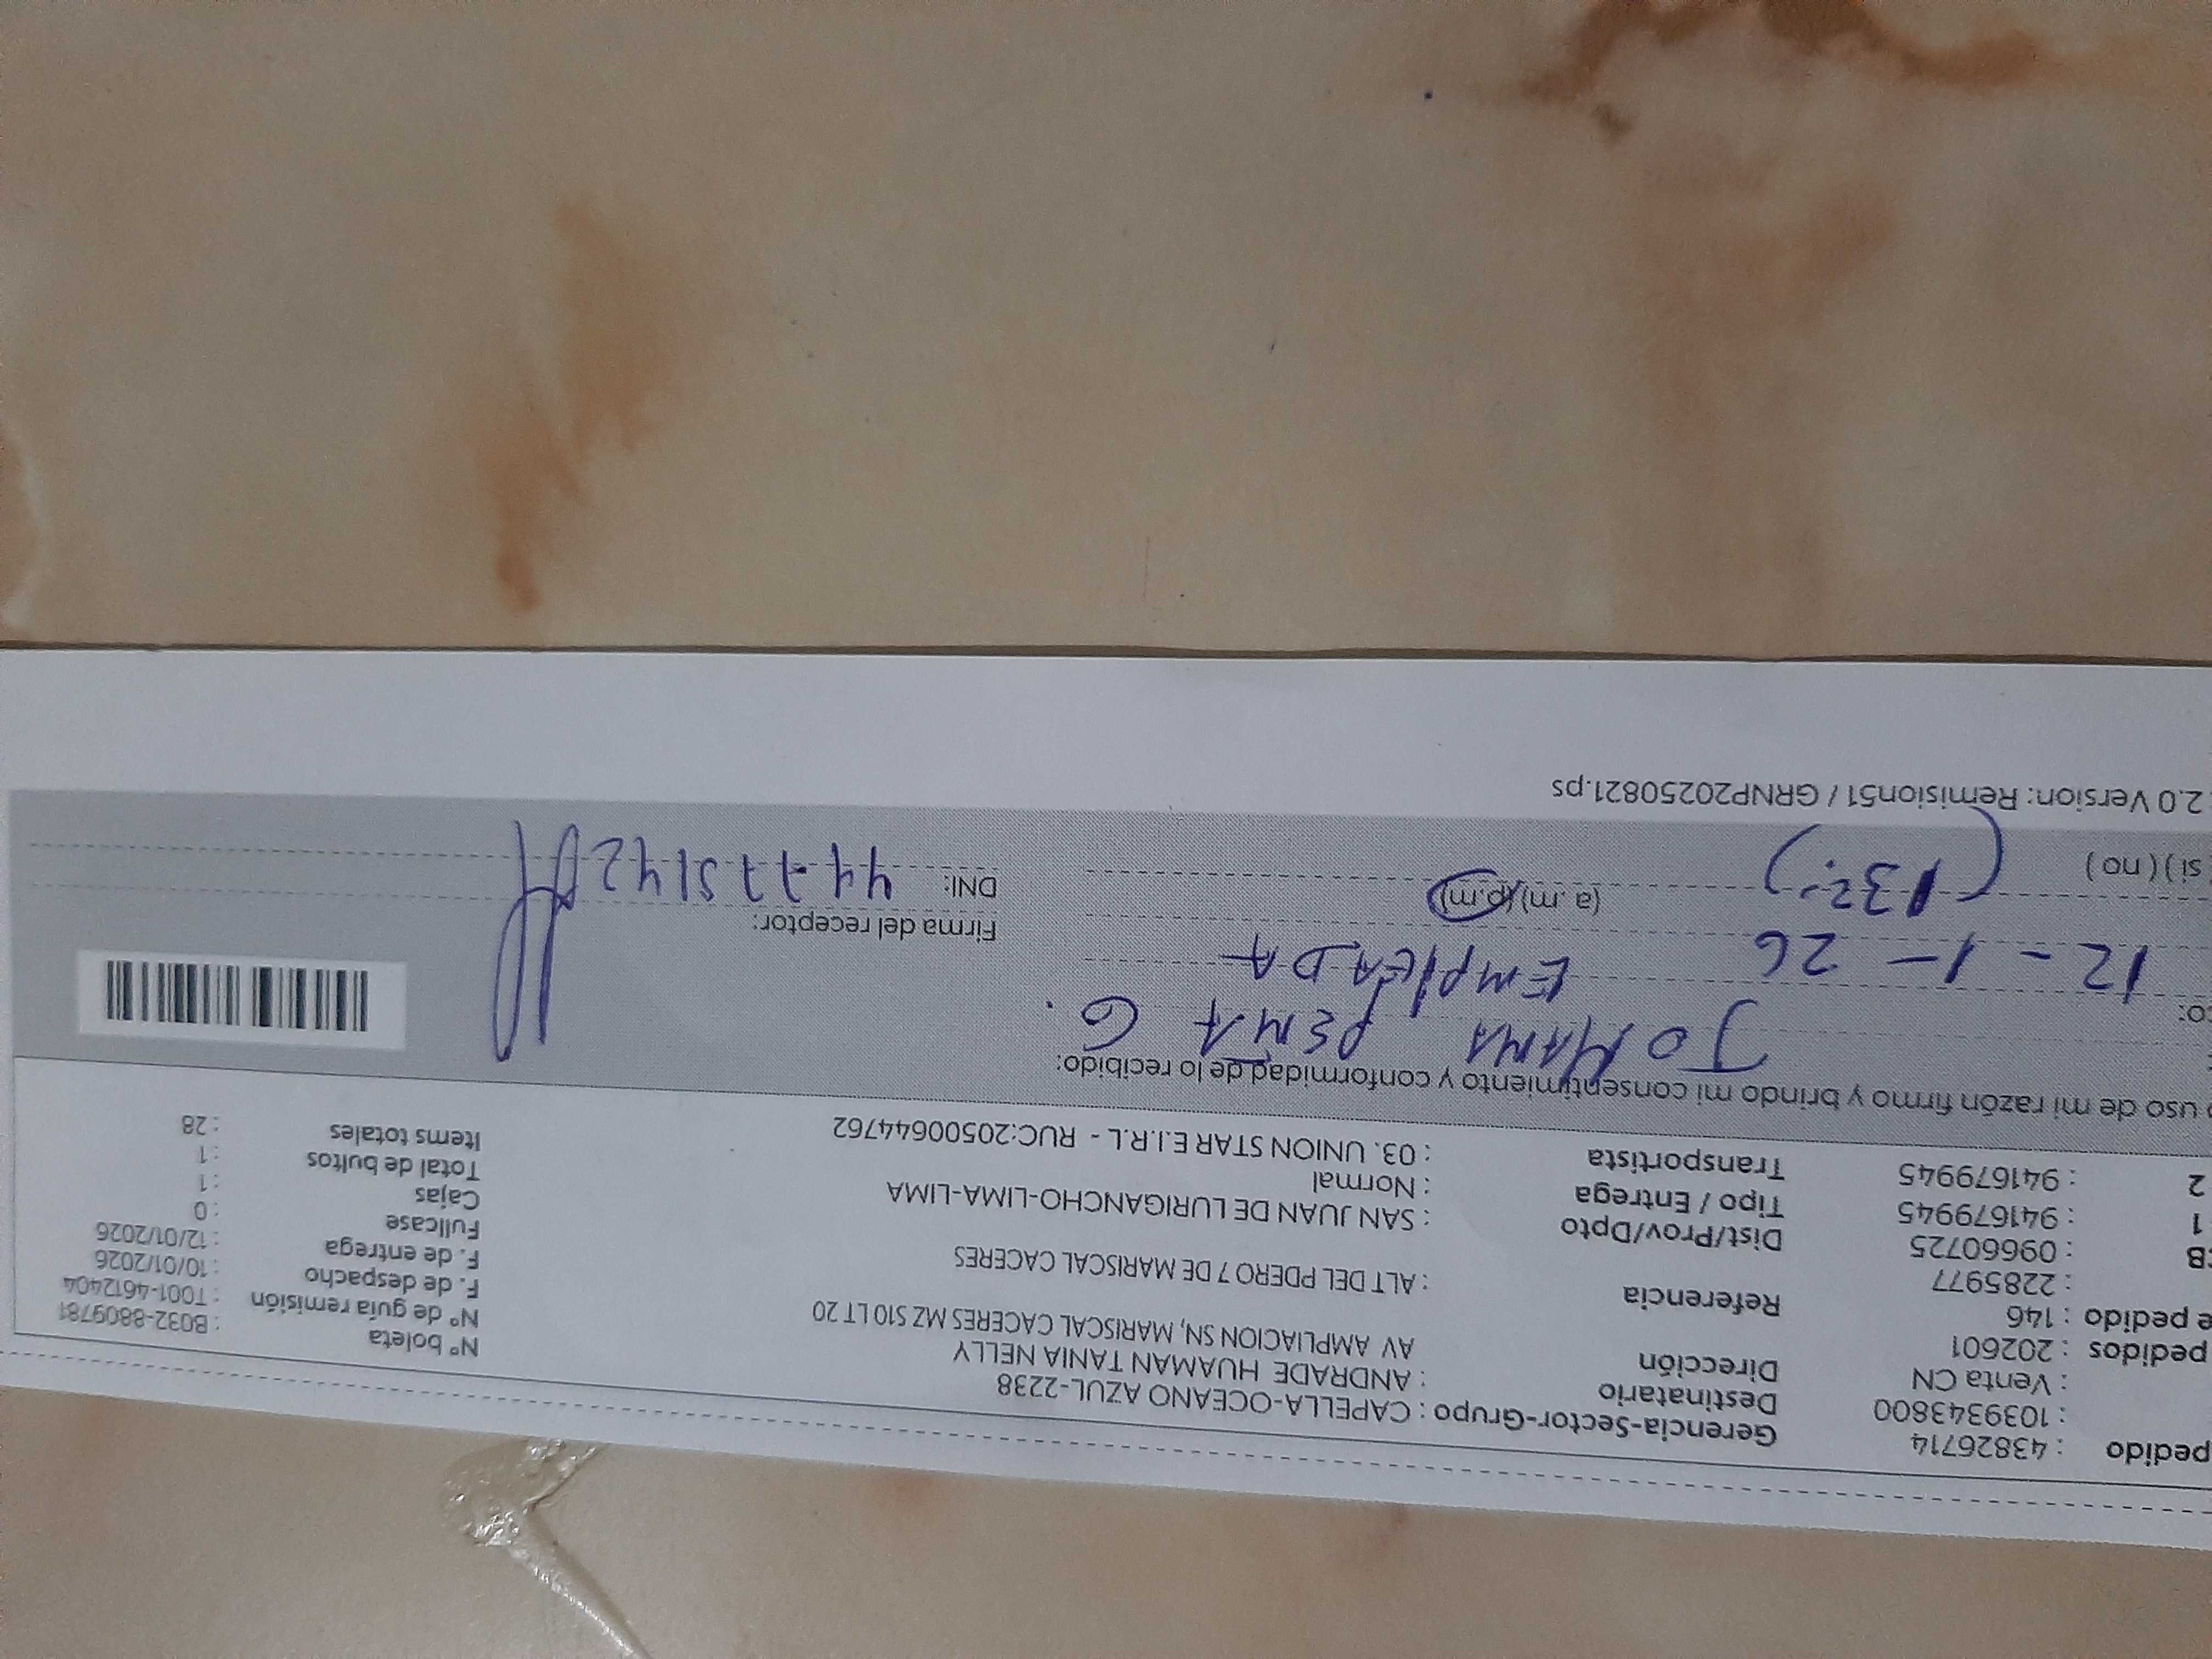 pedido : 43826714 Gerencia-Sector-Grupo : CAPELLA-OCEANO AZUL-2238
: 1039343800 Destinatario : ANDRADE HUAMAN TANIA NELLY
: Venta CN Dirección AV AMPLIACION SN, MARISCAL CACERES MZ S10 LT 20
pedidos : 202601
e pedido : 146 Referencia : ALT DEL PDERO 7 DE MARISCAL CACERES
: 2285977
: 09660725 Dist/Prov/Dpto : SAN JUAN DE LURIGANCHO-LIMA-LIMA
1 : 941679945 Tipo / Entrega : Normal
2 : 941679945 Transportista : 03. UNION STAR E.I.R.L - RUC:20500644762
N° boleta : B032-8809781
N° de guía remisión : T001-4612404
F. de despacho : 10/01/2026
F. de entrega : 12/01/2026
Fullcase : 0
Cajas : 1
Total de bultos : 1
Items totales : 28
uso de mi razón firmo y brindo mi consentimiento y conformidad de lo recibido:
PEÑA G.
co: EMPLEADA
12-1-26 Firma del receptor:
si ) ( no ) (a.m)(p.m) DNI: 44775142
2.0 Version: Remision51 / GRNP20250821.ps